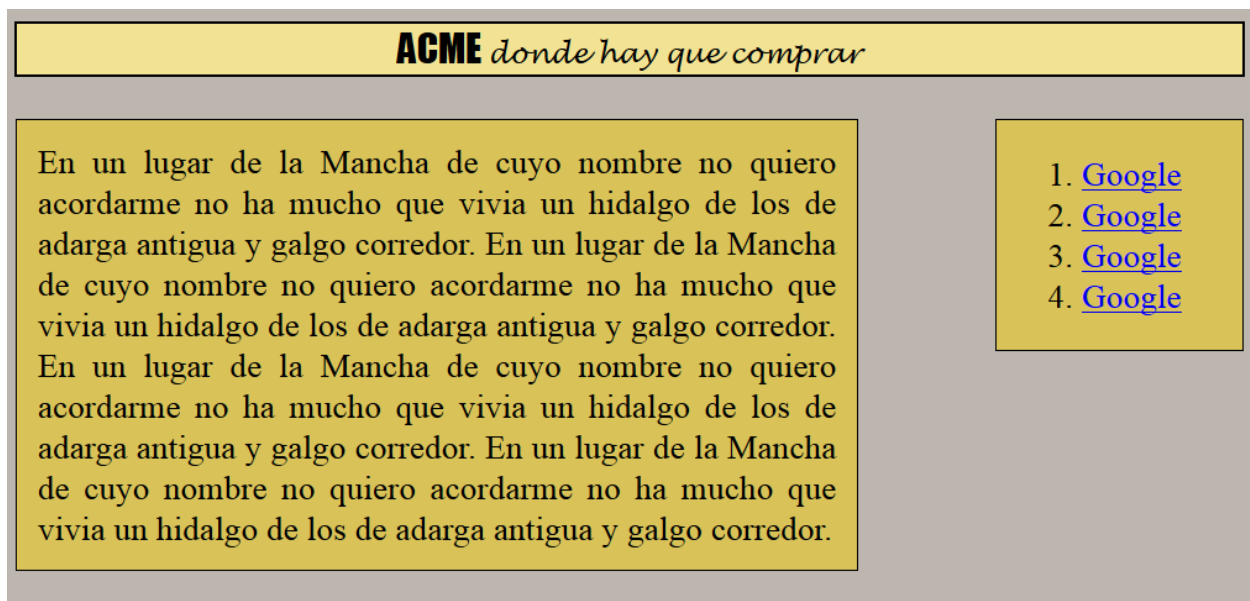 ACME donde hay que comprar
En un lugar de la Mancha de cuyo nombre no quiero
acordarme no ha mucho que vivia un hidalgo de los de
adarga antigua y galgo corredor. En un lugar de la Mancha
de cuyo nombre no quiero acordarme no ha mucho que
vivia un hidalgo de los de adarga antigua y galgo corredor.
En un lugar de la Mancha de cuyo nombre no quiero
acordarme no ha mucho que vivia un hidalgo de los de
adarga antigua y galgo corredor. En un lugar de la Mancha
de cuyo nombre no quiero acordarme no ha mucho que
vivia un hidalgo de los de adarga antigua y galgo corredor.
1. Google
2. Google
3. Google
4. Google